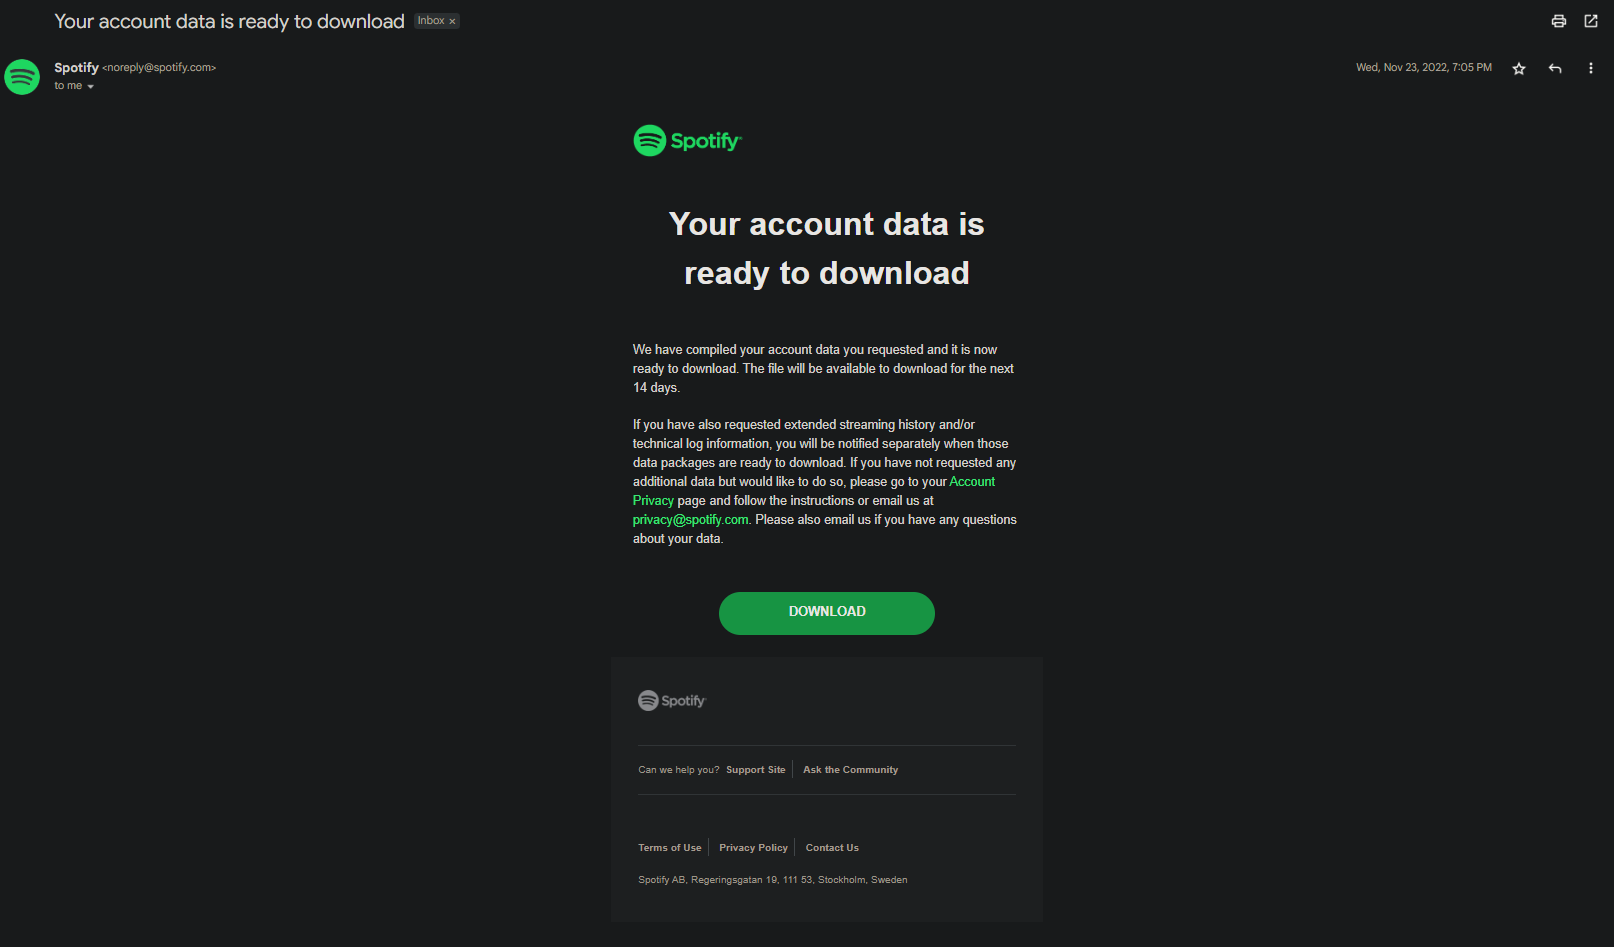 Your account data is ready to download Inbox ×
Spotify <noreply@spotify.com>
Wed, Nov 23, 2022, 7:05 PM
to me
Spotify
Your account data is
ready to download
We have compiled your account data you requested and it is now
ready to download. The file will be available to download for the next
14 days.
If you have also requested extended streaming history and/or
technical log information, you will be notified separately when those
data packages are ready to download. If you have not requested any
additional data but would like to do so, please go to your Account
Privacy page and follow the instructions or email us at
privacy@spotify.com. Please also email us if you have any questions
about your data.
DOWNLOAD
Spotify
Can we help you? Support Site | Ask the Community
Terms of Use | Privacy Policy | Contact Us
Spotify AB, Regeringsgatan 19, 111 53, Stockholm, Sweden